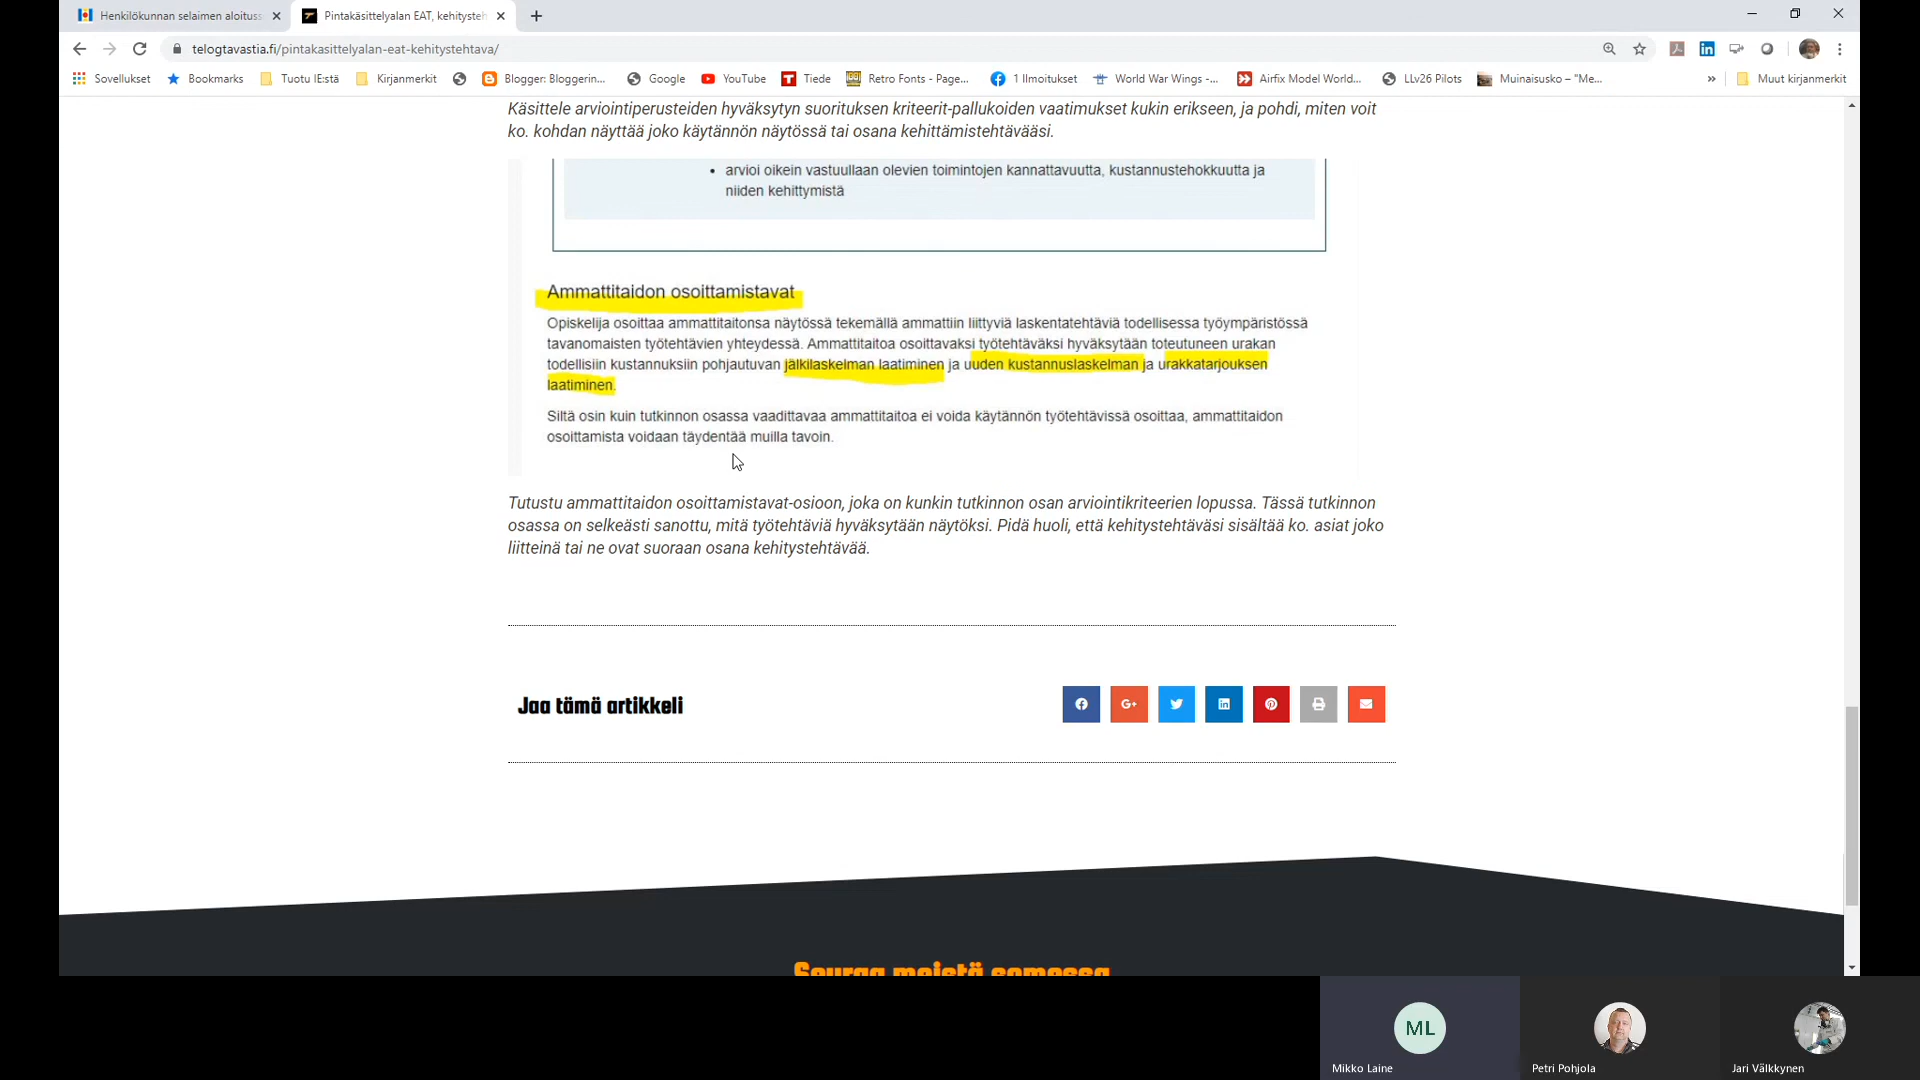 Henkilökunnan selaimen aloituss
Pintakäsittelyalan EAT, kehitysteh
telogtavastia.fi/pintakasittelyalan-eat-kehitystehtava/
Sovellukset Bookmarks Tuotu IE:stä Kirjanmerkit Blogger: Bloggerin... Google YouTube Tiede Retro Fonts - Page... 1 Ilmoitukset World War Wings -... Airfix Model World... LLv26 Pilots Muinaisusko – "Me... » Muut kirjanmerkit
Käsittele arviointiperusteiden hyväksytyn suorituksen kriteerit-pallukoiden vaatimukset kukin erikseen, ja pohdi, miten voit
ko. kohdan näyttää joko käytännön näytössä tai osana kehittämistehtävääsi.
• arvioi oikein vastuullaan olevien toimintojen kannattavuutta, kustannustehokkuutta ja
niiden kehittymistä
Ammattitaidon osoittamistavat
Opiskelija osoittaa ammattitaitonsa näytössä tekemällä ammattiin liittyviä laskentatehtäviä todellisessa työympäristössä
tavanomaisten työtehtävien yhteydessä. Ammattitaitoa osoittavaksi työtehtäväksi hyväksytään toteutuneen urakan
todellisiin kustannuksiin pohjautuvan jälkilaskelman laatiminen ja uuden kustannuslaskelman ja urakkatarjouksen
laatiminen.
Siltä osin kuin tutkinnon osassa vaadittavaa ammattitaitoa ei voida käytännön työtehtävissä osoittaa, ammattitaidon
osoittamista voidaan täydentää muilla tavoin.
Tutustu ammattitaidon osoittamistavat-osioon, joka on kunkin tutkinnon osan arviointikriteerien lopussa. Tässä tutkinnon
osassa on selkeästi sanottu, mitä työtehtäviä hyväksytään näytöksi. Pidä huoli, että kehitystehtäväsi sisältää ko. asiat joko
liitteinä tai ne ovat suoraan osana kehitystehtävää.
Jaa tämä artikkeli
G+
Seuraa meistä somessa
ML
Mikko Laine
Petri Pohjola
Jari Välkkynen